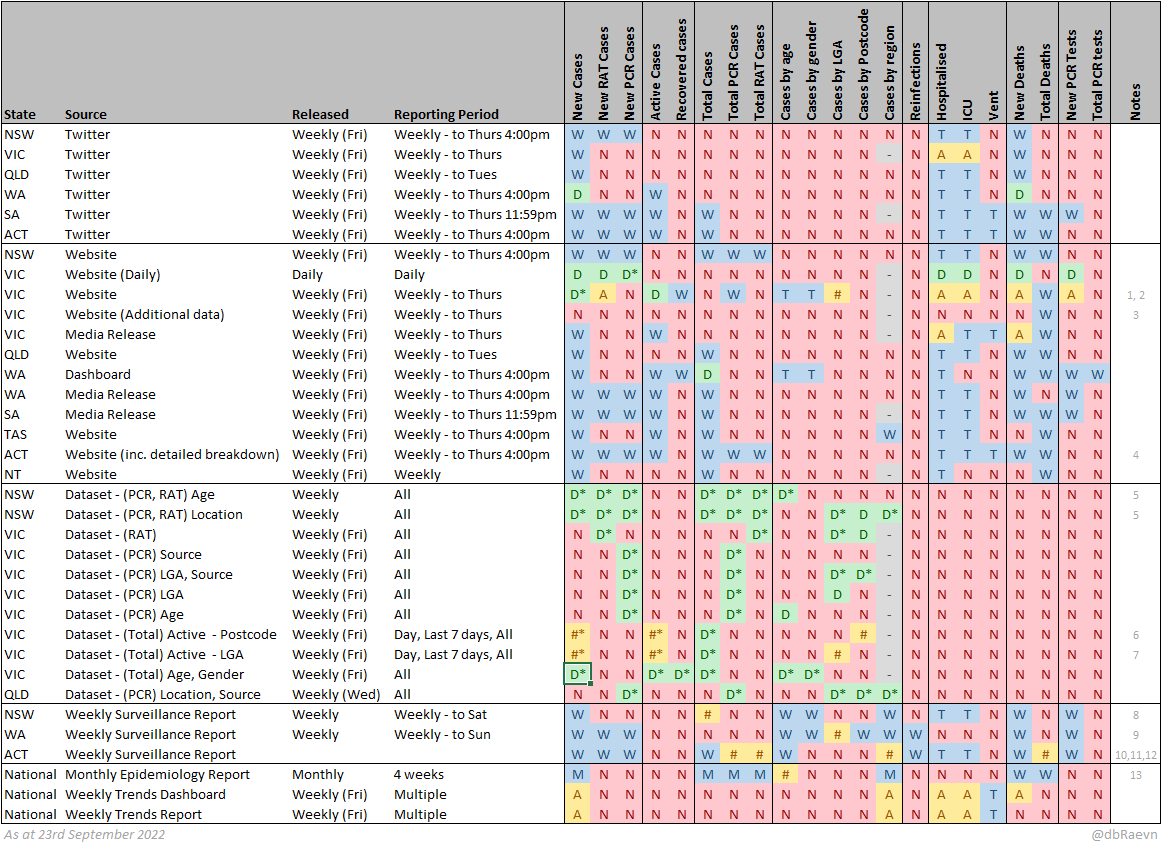 State Source Released Reporting Period New Cases New RAT Cases New PCR Cases Active Cases Recovered cases Total Cases Total PCR Cases Total RAT Cases Cases by age Cases by gender Cases by LGA Cases by Postcode Cases by region Reinfections Hospitalised ICU Vent New Deaths Total Deaths New PCR Tests Total PCR tests Notes
NSW Twitter Weekly (Fri) Weekly - to Thurs 4:00pm W W W N N N N N N N N N N N T T N W N N N
VIC Twitter Weekly (Fri) Weekly - to Thurs W N N N N N N N N N N N - N A A N W N N N
QLD Twitter Weekly (Fri) Weekly - to Tues W N N N N N N N N N N N N N T T N W N N N
WA Twitter Weekly (Fri) Weekly - to Thurs 4:00pm D N N W N N N N N N N N N N T T N D N N N
SA Twitter Weekly (Fri) Weekly - to Thurs 11:59pm W W W W N W N N N N N N - N T T T W W W N
ACT Twitter Weekly (Fri) Weekly - to Thurs 4:00pm W W W W N W N N N N N N N N T T T W W N N
NSW Website Weekly (Fri) Weekly - to Thurs 4:00pm W W W N N W W W N N N N N N T T N W W N N
VIC Website (Daily) Daily Daily D D D* N N N N N N N N N - N D D N D N D N
VIC Website Weekly (Fri) Weekly - to Thurs D* A N D W N W N T T # N - N A A N A W A N 1, 2
VIC Website (Additional data) Weekly (Fri) Weekly - to Thurs N N N N N N N N N N N N - N N N N N W N N 3
VIC Media Release Weekly (Fri) Weekly - to Thurs W N N W N N N N N N N N - N A T T A W N N
QLD Website Weekly (Fri) Weekly - to Tues W N N N N W N N N N N N N N T T N W W N N
WA Dashboard Weekly (Fri) Weekly - to Thurs 4:00pm W N N W W D N N T T N N N N T N N W W W W
WA Media Release Weekly (Fri) Weekly - to Thurs 4:00pm W W W W N W N N N N N N N N T T N W N W N
SA Media Release Weekly (Fri) Weekly - to Thurs 11:59pm W W W W N W N N N N N N - N T T N W W W N
TAS Website Weekly (Fri) Weekly - to Thurs 4:00pm W N N W N W N N N N N N W N T T N N W N N
ACT Website (inc. detailed breakdown) Weekly (Fri) Weekly - to Thurs 4:00pm W W W W N W W W N N N N N N T T T W W N N 4
NT Website Weekly (Fri) Weekly W N N N N N N N N N N N - N T N N N W N N
NSW Dataset - (PCR, RAT) Age Weekly All D* D* D* N N D* D* D* D* N N N N N N N N N N N N 5
NSW Dataset - (PCR, RAT) Location Weekly All D* D* D* N N D* D* D* N N D* D D* N N N N N N N N 5
VIC Dataset - (RAT) Weekly (Fri) All N D* N N N N N D* N N D* D - N N N N N N N N
VIC Dataset - (PCR) Source Weekly (Fri) All N N D* N N N D* N N N N N - N N N N N N N N
VIC Dataset - (PCR) LGA, Source Weekly (Fri) All N N D* N N N D* N N N D* D* - N N N N N N N N
VIC Dataset - (PCR) LGA Weekly (Fri) All N N D* N N N D* N N N D N - N N N N N N N N
VIC Dataset - (PCR) Age Weekly (Fri) All N N D* N N N D* N D N N N - N N N N N N N N
VIC Dataset - (Total) Active - Postcode Weekly (Fri) Day, Last 7 days, All #* N N #* N D* N N N N N # - N N N N N N N N 6
VIC Dataset - (Total) Active - LGA Weekly (Fri) Day, Last 7 days, All #* N N #* N D* N N N N # N - N N N N N N N N 7
VIC Dataset - (Total) Age, Gender Weekly (Fri) All D* N N D* D* D* N N D* D* N N - N N N N N N N N
QLD Dataset - (PCR) Location, Source Weekly (Wed) All N N D* N N N D* N N N D* D* D* N N N N N N N N
NSW Weekly Surveillance Report Weekly Weekly - to Sat W N N N N # N N W W N N W N T T N W N W N 8
WA Weekly Surveillance Report Weekly Weekly - to Sun W W W N N N N N W W # W W W N N N W N W N 9
ACT Weekly Surveillance Report W W W N N W # # W N N N # W T T N W # W N 10,11,12
National Monthly Epidemiology Report Monthly 4 weeks M N N N N M M M # N N N M N N N N W W N N 13
National Weekly Trends Dashboard Weekly (Fri) Multiple A N N N N N N N N N N N A N A A T A N N N
National Weekly Trends Report Weekly (Fri) Multiple A N N N N N N N N N N N A N A A T N N N N
As at 23rd September 2022 @dbRaevn